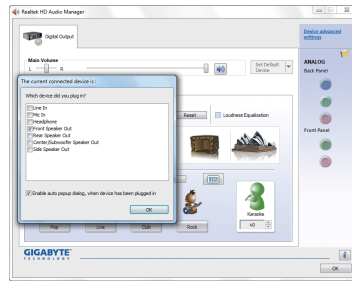 Realtek HD Audio Manager
Device advanced settings
Digital Output
Main Volume
L
R
Set Default Device
ANALOG
Back Panel
The current connected device is :
Which device did you plug in?
Line In
Mic In
Headphone
Front Speaker Out
Rear Speaker Out
Center/Subwoofer Speaker Out
Side Speaker Out
Reset
Loudness Equalization
Front Panel
Enable auto popup dialog, when device has been plugged in
OK
Karaoke
Pop
Live
Club
Rock
+0
GIGABYTE
TECHNOLOGY
OK